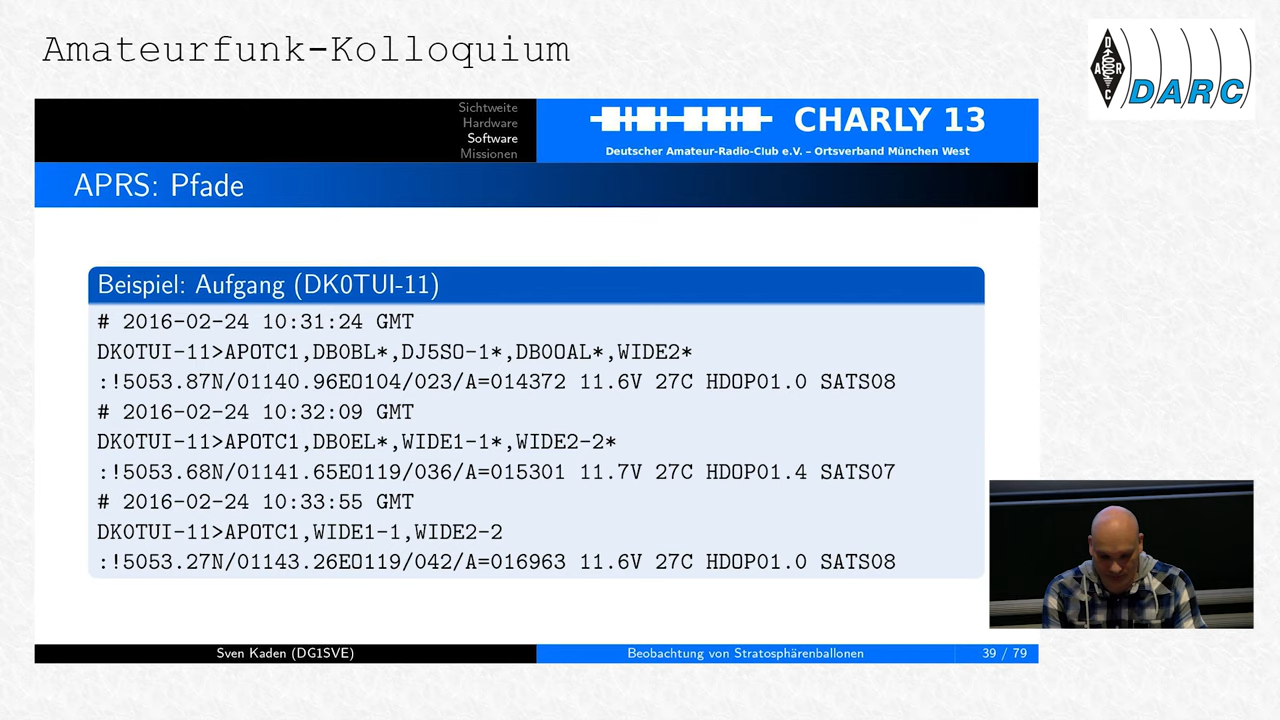 Amateurfunk-Kolloquium
DARC
DARC
Sichtweite
Hardware
Software
Missionen
CHARLY 13
Deutscher Amateur-Radio-Club e.V. – Ortsverband München West
APRS: Pfade
Beispiel: Aufgang (DK0TUI-11)
# 2016-02-24 10:31:24 GMT
DK0TUI-11>APOTC1,DB0BL*,DJ5SO-1*,DB0OAL*,WIDE2*
:!5053.87N/01140.96EO104/023/A=014372 11.6V 27C HDOP01.0 SATS08
# 2016-02-24 10:32:09 GMT
DK0TUI-11>APOTC1,DB0EL*,WIDE1-1*,WIDE2-2*
:!5053.68N/01141.65EO119/036/A=015301 11.7V 27C HDOP01.4 SATS07
# 2016-02-24 10:33:55 GMT
DK0TUI-11>APOTC1,WIDE1-1,WIDE2-2
:!5053.27N/01143.26EO119/042/A=016963 11.6V 27C HDOP01.0 SATS08
Sven Kaden (DG1SVE)
Beobachtung von Stratosphärenballonen
39 / 79